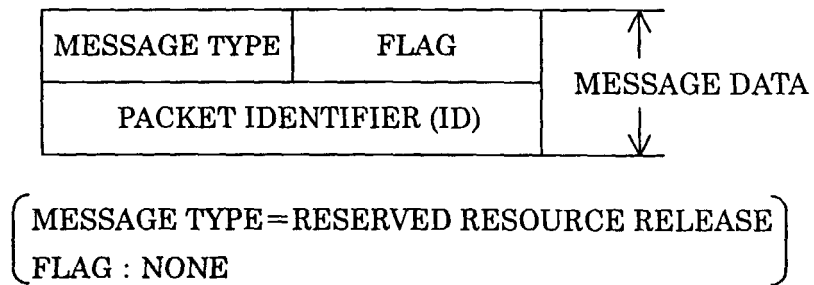 MESSAGE TYPE FLAG
MESSAGE DATA
PACKET IDENTIFIER (ID)
MESSAGE TYPE=RESERVED RESOURCE RELEASE
FLAG : NONE